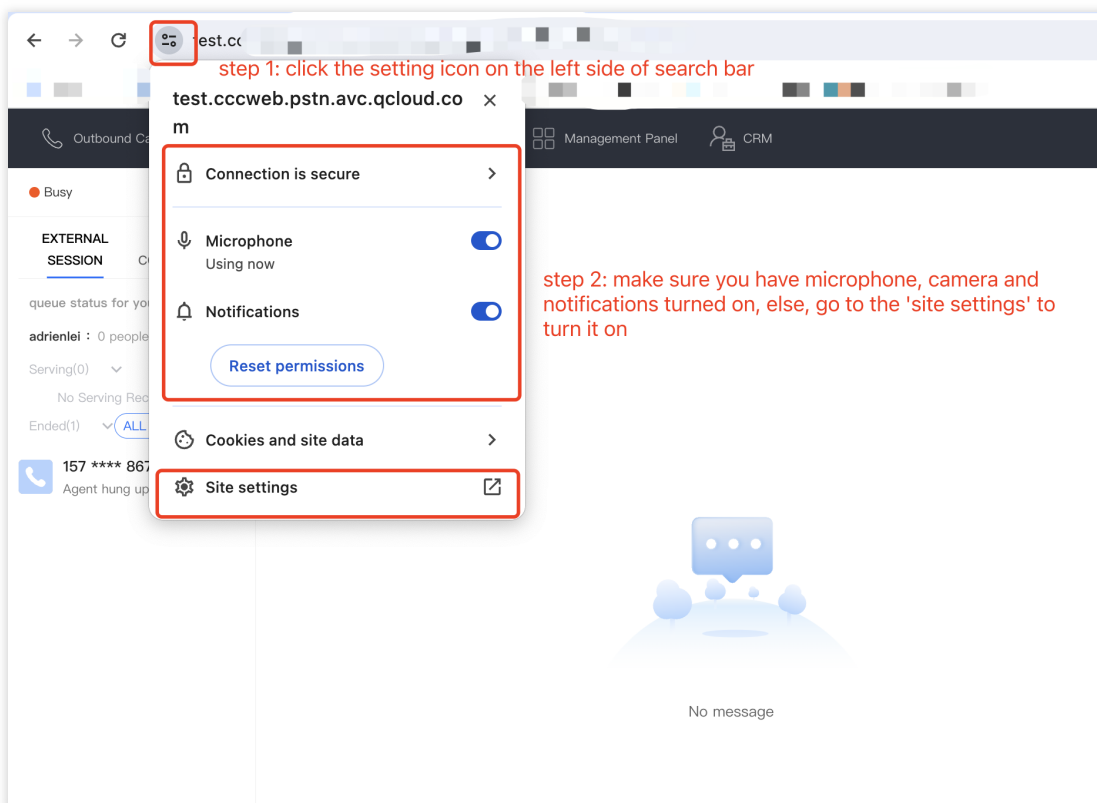 est.cc
step 1: click the setting icon on the left side of search bar
test.cccweb.pstn.avc.qcloud.co
m
Outbound Ca
Management Panel
CRM
Connection is secure
Busy
Microphone
Using now
EXTERNAL
SESSION
step 2: make sure you have microphone, camera and
notifications turned on, else, go to the 'site settings' to
turn it on
queue status for you
Notifications
adrienlei : 0 people
Serving(0)
Reset permissions
No Serving Rec
Ended(1)
ALL
Cookies and site data
157 **** 867
Agent hung up
Site settings
No message